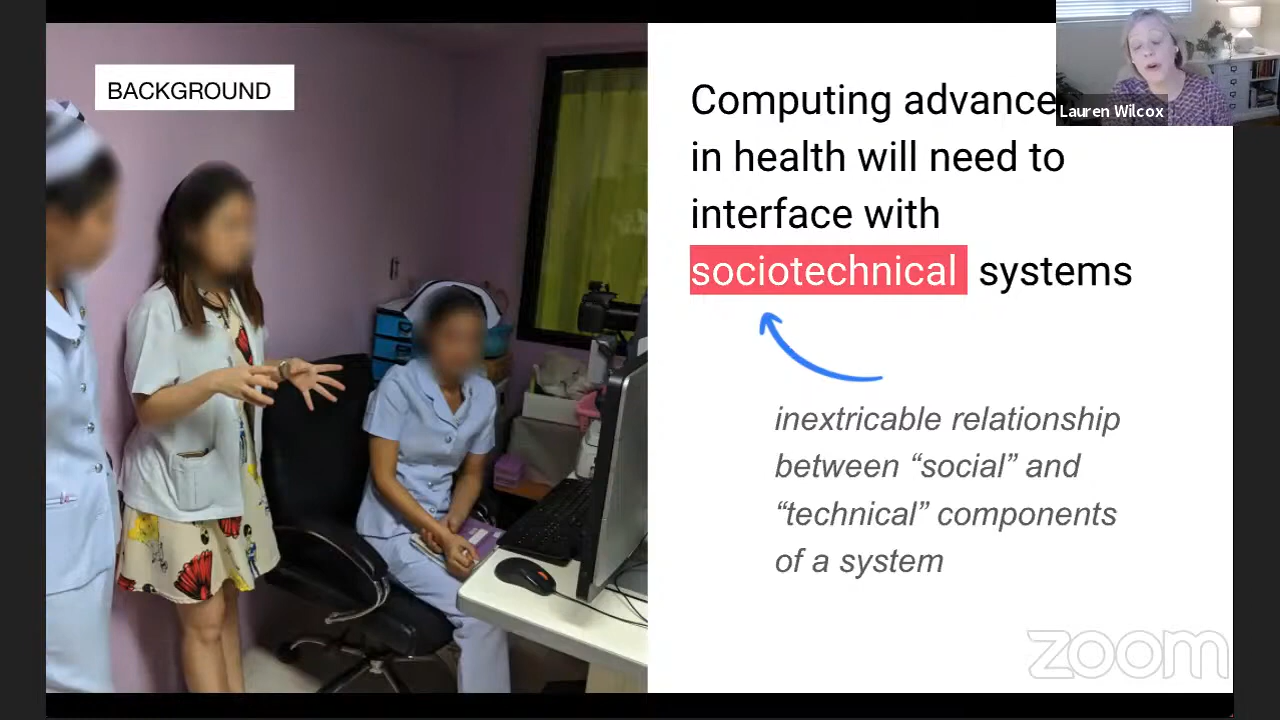 BACKGROUND
Computing advance
in health will need to
interface with
sociotechnical systems
inextricable relationship
between “social” and
“technical” components
of a system
Lauren Wilcox
zoom